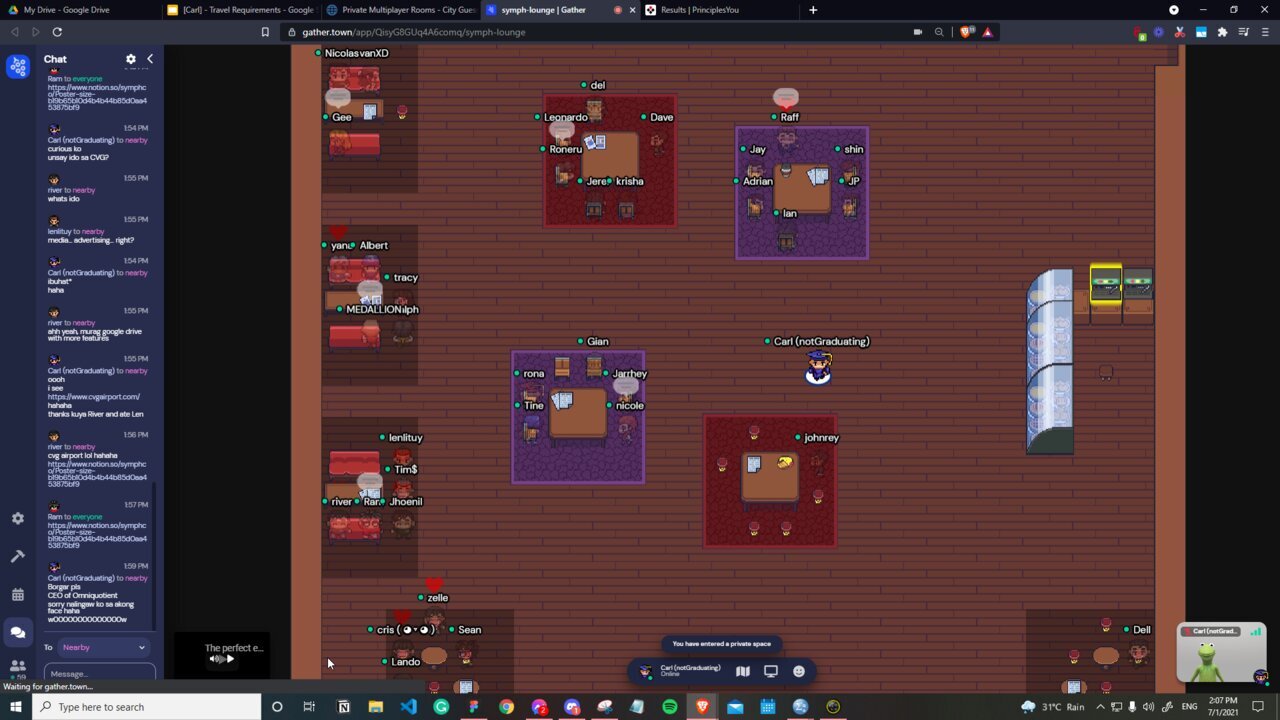 My Drive - Google Drive
[Carl] - Travel Requirements - Google
Private Multiplayer Rooms - City Gues
symph-lounge | Gather
Results | PrinciplesYou
gather.town/app/QisyG8GUq4A6comq/symph-lounge
Chat
Ram to everyone
https://www.notion.so/symphc
o/Poster-size-
b19b65b10d4b4b44b85d0aa4
53875bf9
1:54 PM
Carl (notGraduating) to nearby
curious ko
unsay ido sa CVG?
1:55 PM
river to nearby
whats ido
1:55 PM
lenlituy to nearby
media... advertising... right?
1:54 PM
Carl (notGraduating) to nearby
ibuhat*
haha
1:55 PM
river to nearby
ahh yeah, murag google drive
with more features
1:55 PM
Carl (notGraduating) to nearby
oooh
i see
https://www.cvgairport.com/
hahaha
thanks kuya River and ate Len
1:56 PM
river to nearby
cvg airport lol hahaha
https://www.notion.so/symphc
o/Poster-size-
b19b65b10d4b4b44b85d0aa4
53875bf9
1:57 PM
Ram to everyone
https://www.notion.so/symphc
o/Poster-size-
b19b65b10d4b4b44b85d0aa4
53875bf9
1:59 PM
Carl (notGraduating) to nearby
Borgar pls
CEO of Omniquotient
sorry nalingaw ko sa akong
face haha
w00000000000000w
To Nearby
Message...
59
Waiting for gather.town...
NicolasvanXD
Gee
del
Leonardo
Dave
Roneru
Jere
krisha
Raff
Jay
shin
Adrian
JP
Ian
yana
Albert
tracy
MEDALLION
lph
Gian
rona
Jarrhey
Tine
nicole
Carl (notGraduating)
johnrey
lenlituy
Tim$
river
Ram
Jhoenil
zelle
Sean
Lando
Dell
The perfect e...
You have entered a private space
Carl (notGraduating)
Online
Carl (notGrad...
Type here to search
31°C Rain
ENG
2:07 PM
7/1/2021